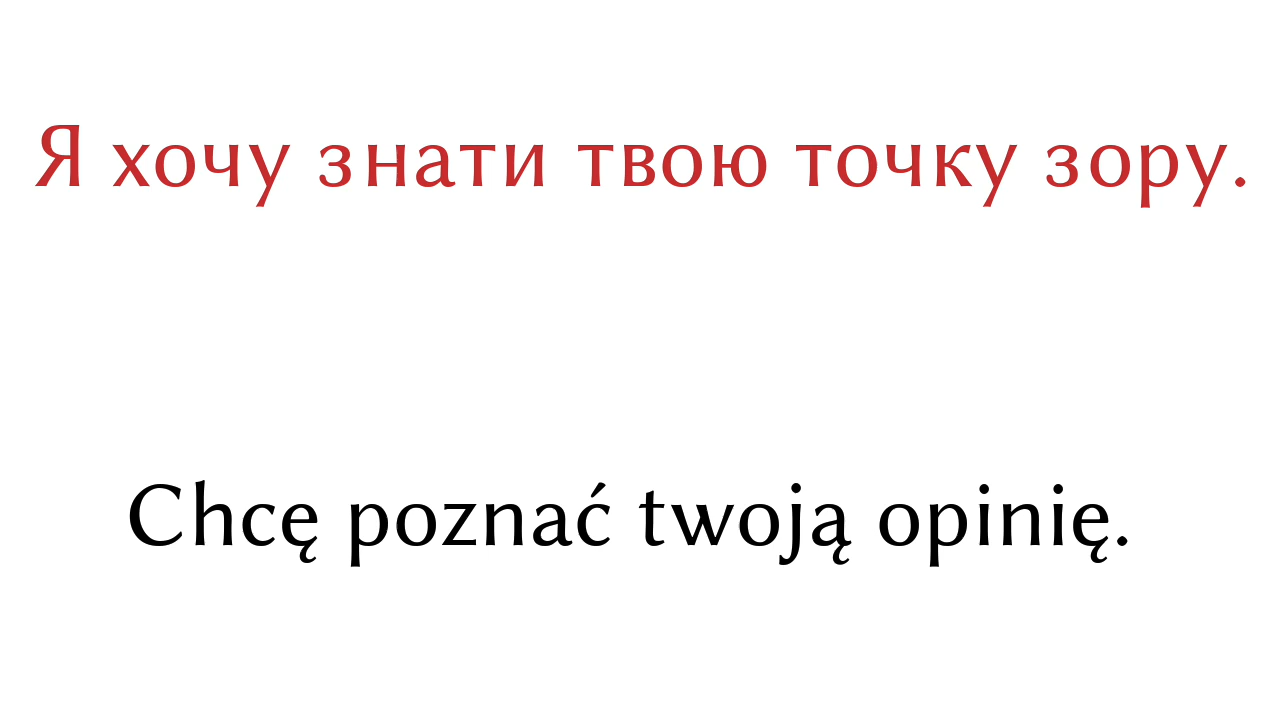 Я хочу знати твою точку зору.
Chcę poznać twoją opinię.